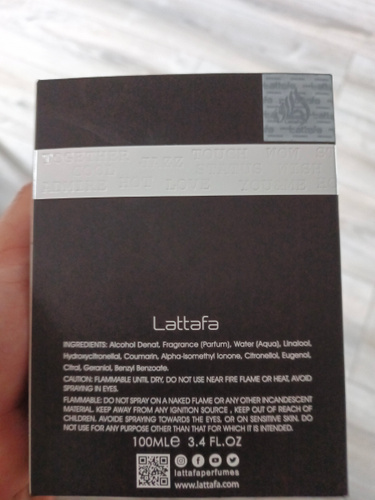 Lattafa
INGREDIENTS: Alcohol Denat, Fragrance (Parfum), Water (Aqua), Linalool,
Hydroxycitronellal, Coumarin, Alpha-Isomethyl Ionone, Citronellol, Eugenol,
Citral, Geraniol, Benzyl Benzoate.
CAUTION: FLAMMABLE UNTIL DRY, DO NOT USE NEAR FIRE FLAME OR HEAT, AVOID
SPRAYING IN EYES.
FLAMMABLE: DO NOT SPRAY ON A NAKED FLAME OR ANY OTHER INCANDESCENT
MATERIAL. KEEP AWAY FROM ANY IGNITION SOURCE , KEEP OUT OF REACH OF
CHILDREN. AVOIDE SPRAYING TOWARDS THE EYES, OR ON SENSITIVE SKIN. DO
NOT USE FOR ANY PURPOSE OTHER THAN THAT FOR WHICH IT IS INTENDED.
100ML℮ 3.4 FL.OZ
lattafaperfumes
www.lattafa.com